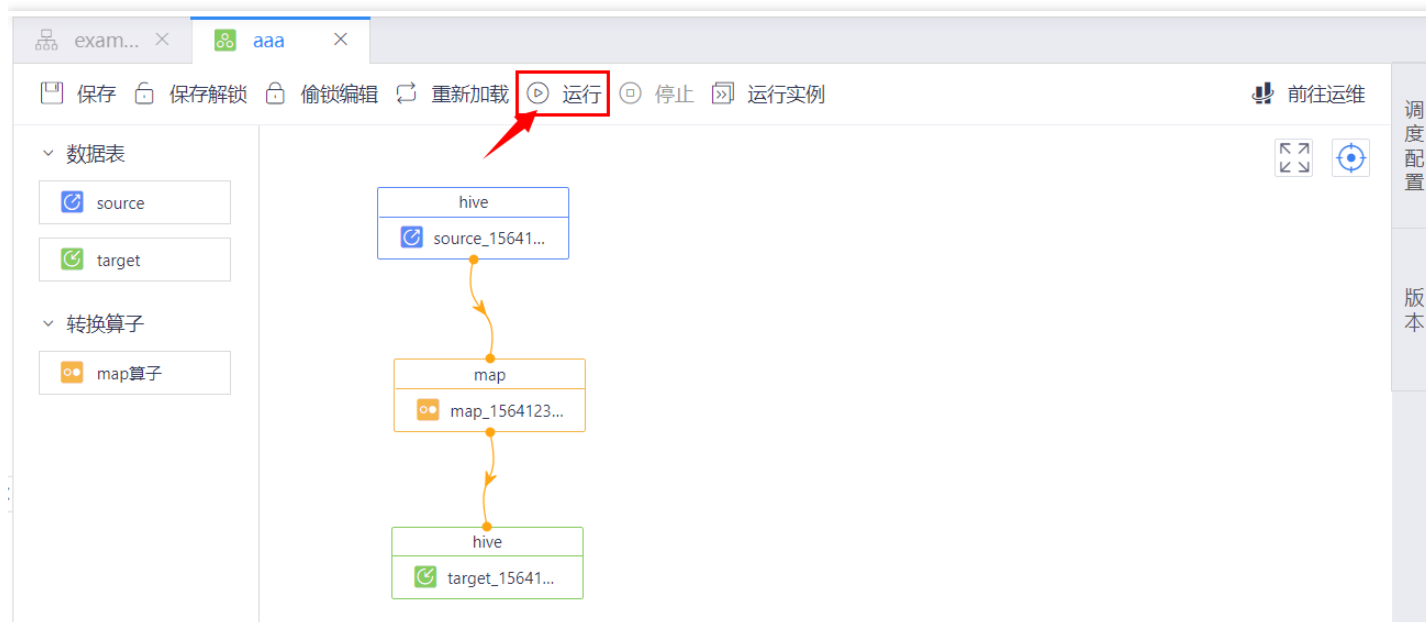 exam...
aaa
保存 保存解锁 偷锁编辑 重新加载 运行 停止 运行实例 前往运维
数据表
source
target
转换算子
map算子
hive
source_15641...
map
map_1564123...
hive
target_15641...
调度配置
版本